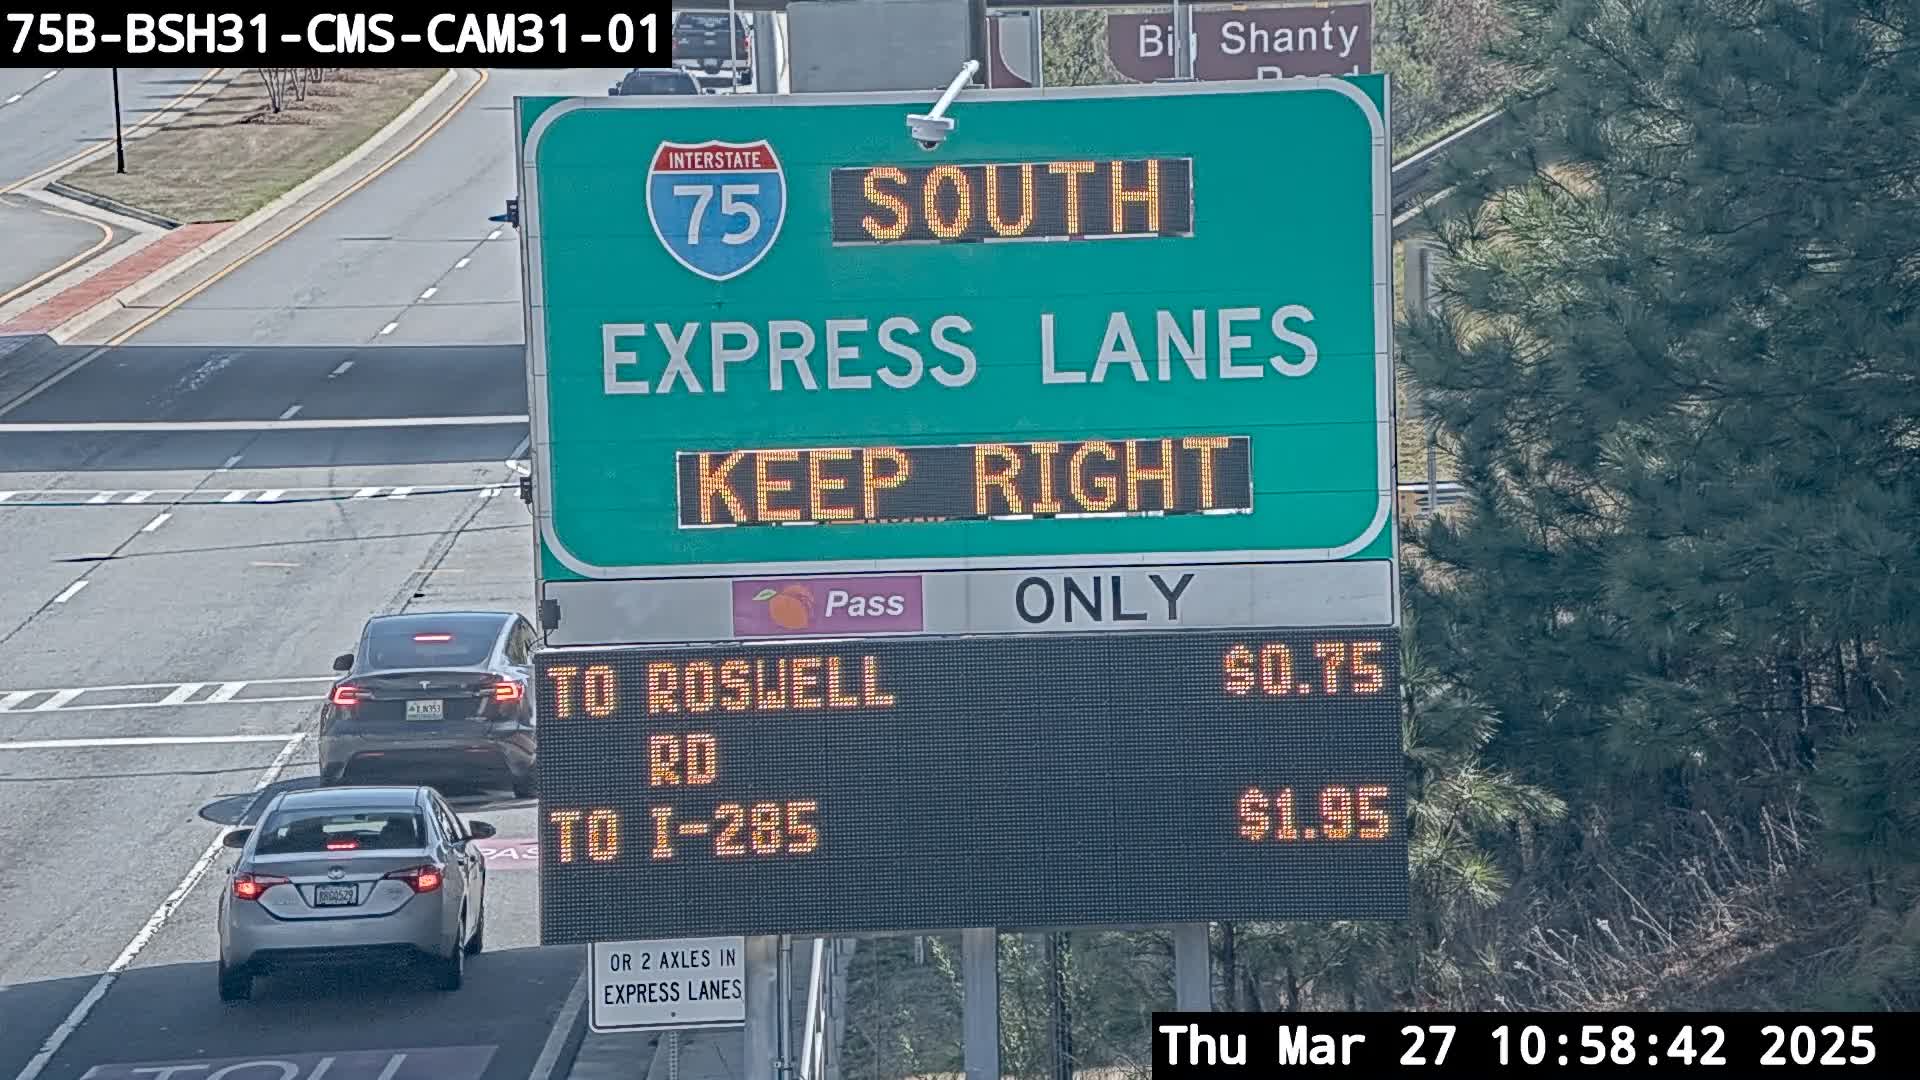 75B-BSH31-CMS-CAM31-01
Big Shanty
Road
INTERSTATE
75
SOUTH
EXPRESS LANES
KEEP RIGHT
Pass
ONLY
TO ROSWELL $0.75
RD
TO I-285 $1.95
OR 2 AXLES IN
EXPRESS LANES
TOLL
Thu Mar 27 10:58:42 2025